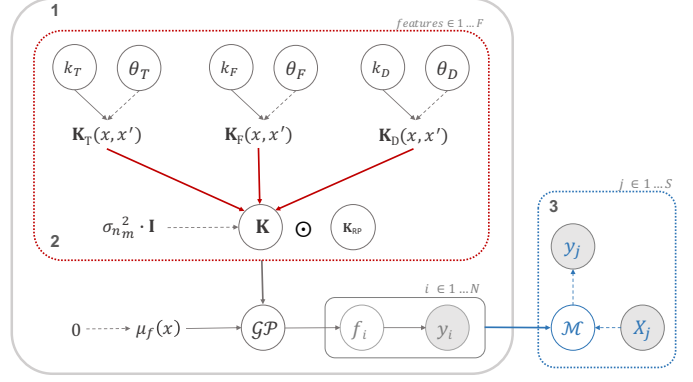 1
features ∈ 1 ... F
k_T θ_T k_F θ_F k_D θ_D
K_T(x, x′) K_F(x, x′) K_D(x, x′)
σ_{n_m}^2 · I K ⊙ K_RP
2
j ∈ 1 ... S
3
y_j
i ∈ 1 ... N
0 μ_f(x) 𝒢𝒫 f_i y_i ℳ X_j